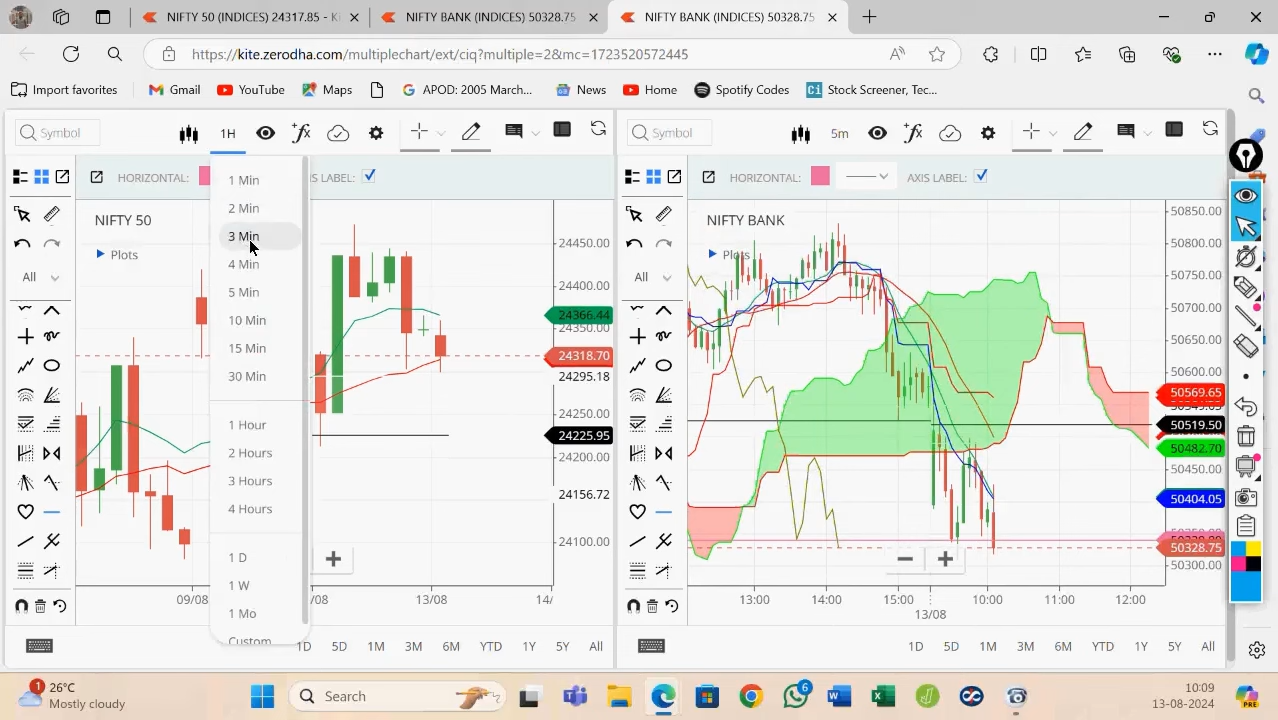 NIFTY 50 (INDICES) 24317.85 - Ki
NIFTY BANK (INDICES) 50328.75
NIFTY BANK (INDICES) 50328.75
https://kite.zerodha.com/multiplechart/ext/ciq?multiple=2&mc=1723520572445
Import favorites
Gmail
YouTube
Maps
APOD: 2005 March...
News
Home
Spotify Codes
Ci
Stock Screener, Tec...
Symbol
1H
Symbol
5m
HORIZONTAL:
S LABEL:
HORIZONTAL:
AXIS LABEL:
NIFTY 50
Plots
All
1 Min
2 Min
3 Min
4 Min
5 Min
10 Min
15 Min
30 Min
1 Hour
2 Hours
3 Hours
4 Hours
1 D
1 W
1 Mo
Custom
24450.00
24400.00
24366.44
24350.00
24318.70
24295.18
24250.00
24225.95
24200.00
24156.72
24100.00
09/08
/08
13/08
14/
1D
5D
1M
3M
6M
YTD
1Y
5Y
All
NIFTY BANK
Plots
All
50850.00
50800.00
50750.00
50700.00
50650.00
50600.00
50569.65
50519.50
50482.70
50450.00
50404.05
50328.75
50300.00
13:00
14:00
15:00
10:00
11:00
12:00
13/08
1D
5D
1M
3M
6M
YTD
1Y
5Y
All
1
26°C
Mostly cloudy
Search
6
10:09
13-08-2024
PRE